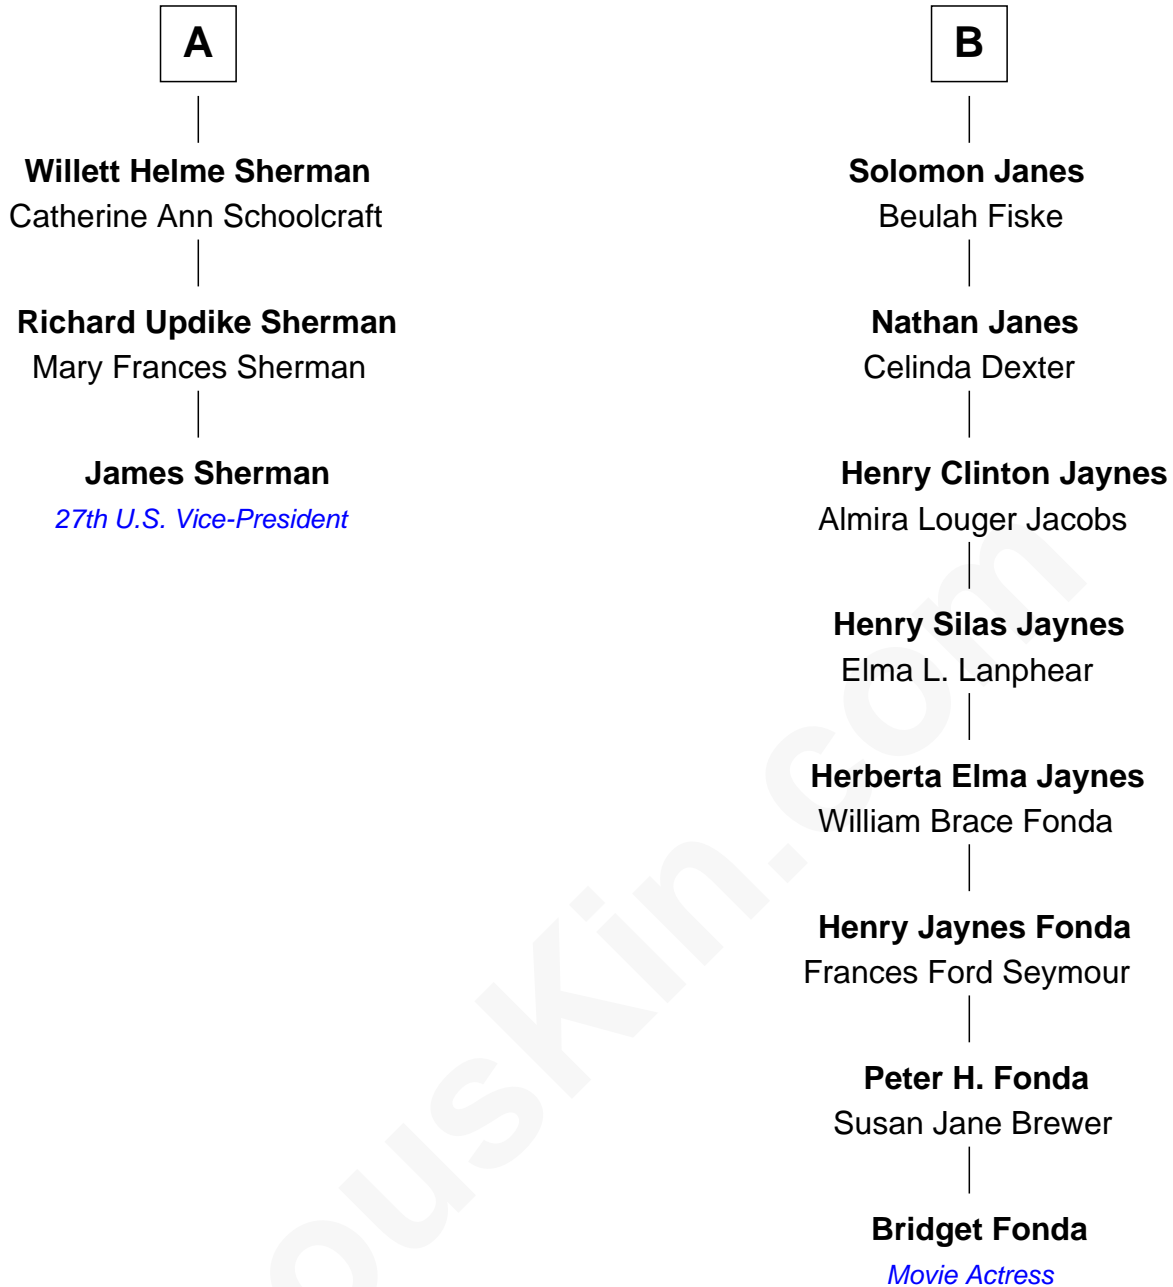 A
Willett Helme Sherman
Catherine Ann Schoolcraft
Richard Updike Sherman
Mary Frances Sherman
James Sherman
27th U.S. Vice-President
B
Solomon Janes
Beulah Fiske
Nathan Janes
Celinda Dexter
Henry Clinton Jaynes
Almira Louger Jacobs
Henry Silas Jaynes
Elma L. Lanphear
Herberta Elma Jaynes
William Brace Fonda
Henry Jaynes Fonda
Frances Ford Seymour
Peter H. Fonda
Susan Jane Brewer
Bridget Fonda
Movie Actress
ousKin.com